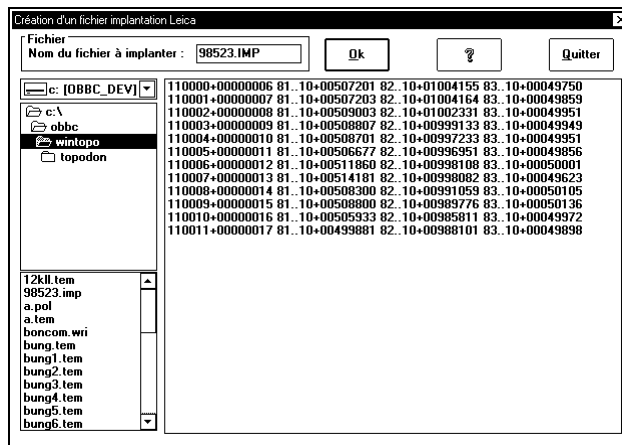 Création d'un fichier implantation Leica
Fichier
Nom du fichier à implanter : 98523.IMP
Ok
?
Quitter
c: [OBBC_DEV]
c:\
obbc
wintopo
topodon
12kll.tem
98523.imp
a.pol
a.tem
boncom.wri
bung.tem
bung1.tem
bung2.tem
bung3.tem
bung4.tem
bung5.tem
bung6.tem
110000+00000006 81..10+00507201 82..10+01004155 83..10+00049750
110001+00000007 81..10+00507203 82..10+01004164 83..10+00049859
110002+00000008 81..10+00509003 82..10+01002331 83..10+00049951
110003+00000009 81..10+00508807 82..10+00999133 83..10+00049949
110004+00000010 81..10+00508701 82..10+00997233 83..10+00049951
110005+00000011 81..10+00506677 82..10+00996951 83..10+00049856
110006+00000012 81..10+00511860 82..10+00998108 83..10+00050001
110007+00000013 81..10+00514181 82..10+00998082 83..10+00049623
110008+00000014 81..10+00508300 82..10+00991059 83..10+00050105
110009+00000015 81..10+00508800 82..10+00989776 83..10+00050136
110010+00000016 81..10+00505933 82..10+00985811 83..10+00049972
110011+00000017 81..10+00499881 82..10+00988101 83..10+00049898